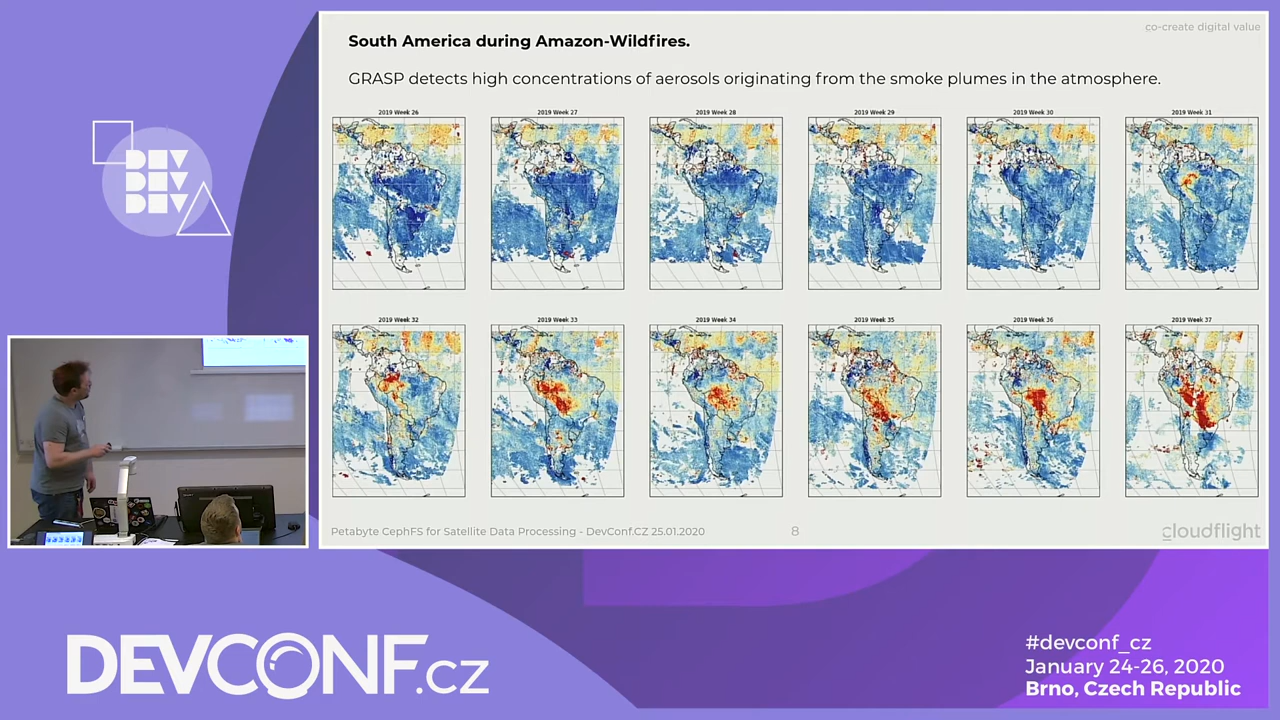 co-create digital value
South America during Amazon-Wildfires.
GRASP detects high concentrations of aerosols originating from the smoke plumes in the atmosphere.
2019 Week 26
2019 Week 27
2019 Week 28
2019 Week 29
2019 Week 30
2019 Week 31
2019 Week 32
2019 Week 33
2019 Week 34
2019 Week 35
2019 Week 36
2019 Week 37
Petabyte CephFS for Satellite Data Processing - DevConf.CZ 25.01.2020
8
cloudflight
DEV
DEV
DEV
DEVCONF.cz
#devconf_cz
January 24-26, 2020
Brno, Czech Republic